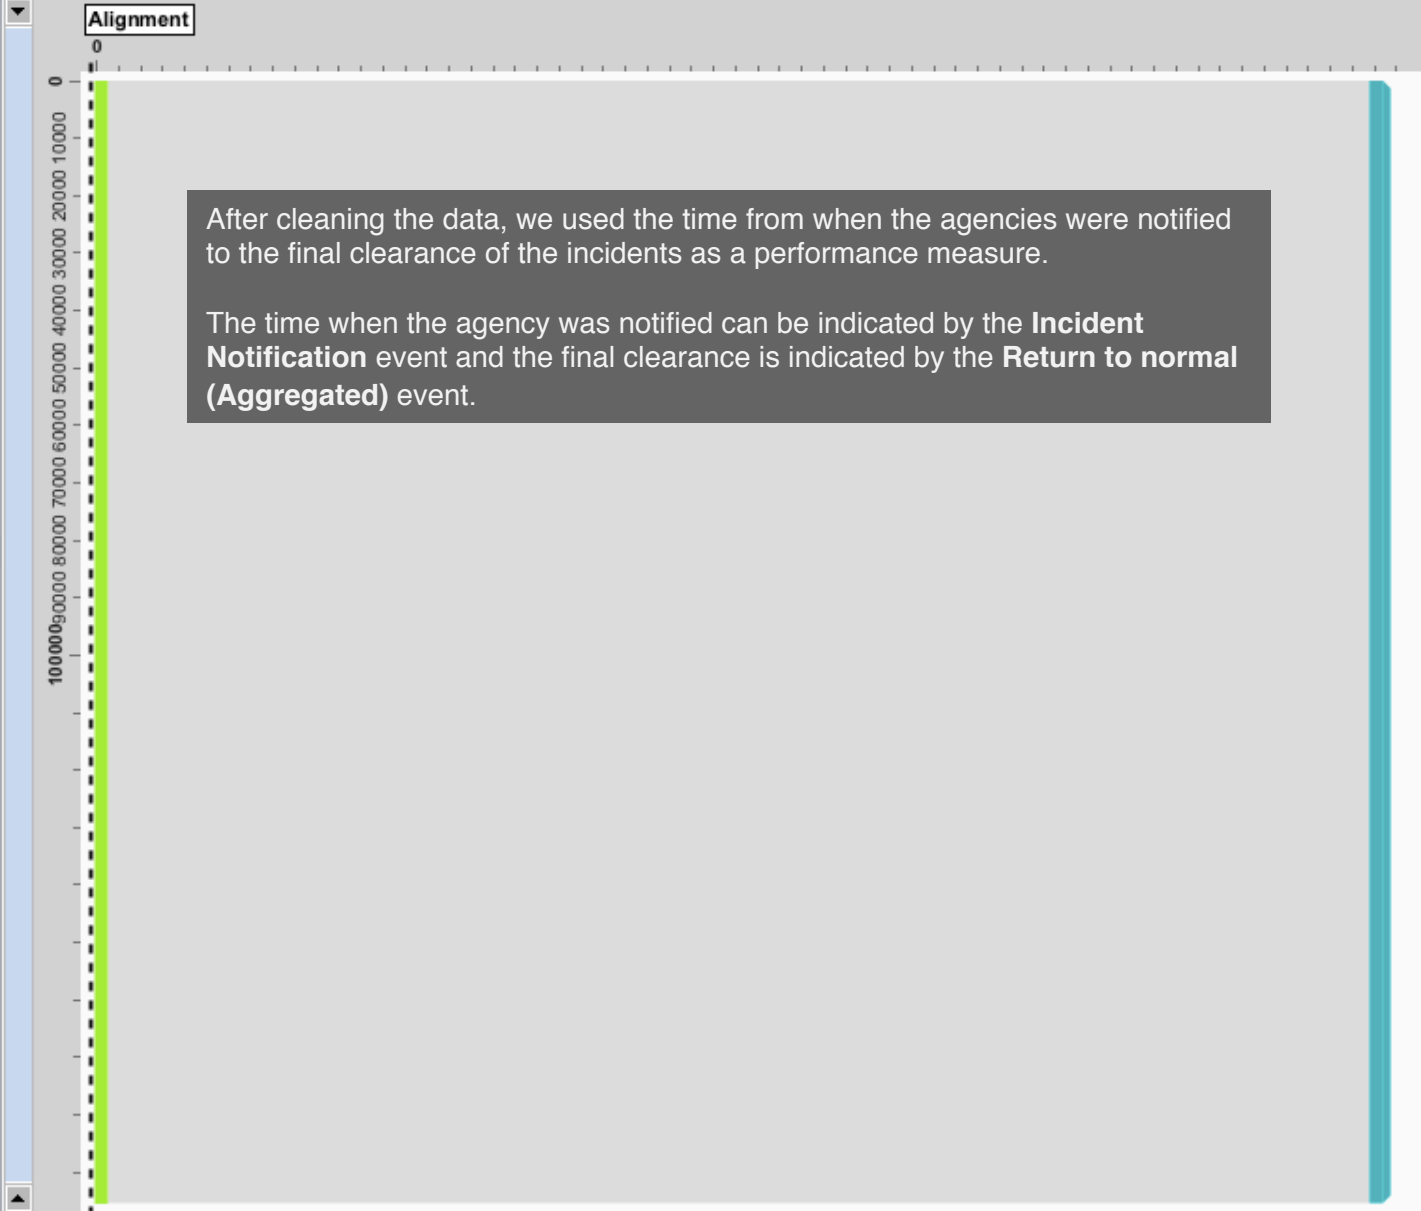 Alignment
0
0
10000
20000
30000
40000
50000
60000
70000
80000
90000
100000
After cleaning the data, we used the time from when the agencies were notified
to the final clearance of the incidents as a performance measure.
The time when the agency was notified can be indicated by the Incident
Notification event and the final clearance is indicated by the Return to normal
(Aggregated) event.